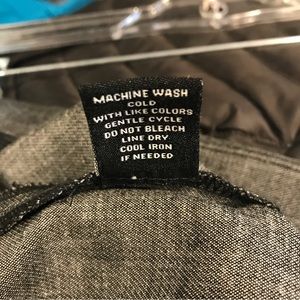 MACHINE WASH
COLD
WITH LIKE COLORS
GENTLE CYCLE
DO NOT BLEACH
LINE DRY
COOL IRON
IF NEEDED